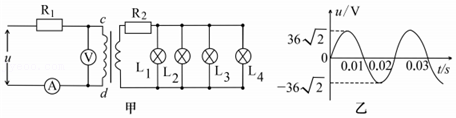 R₁
c
R₂
u
V
L₁
L₂
L₃
L₄
A
d
甲
u/V
36√2
0
0.01
0.02
0.03
t/s
-36√2
乙